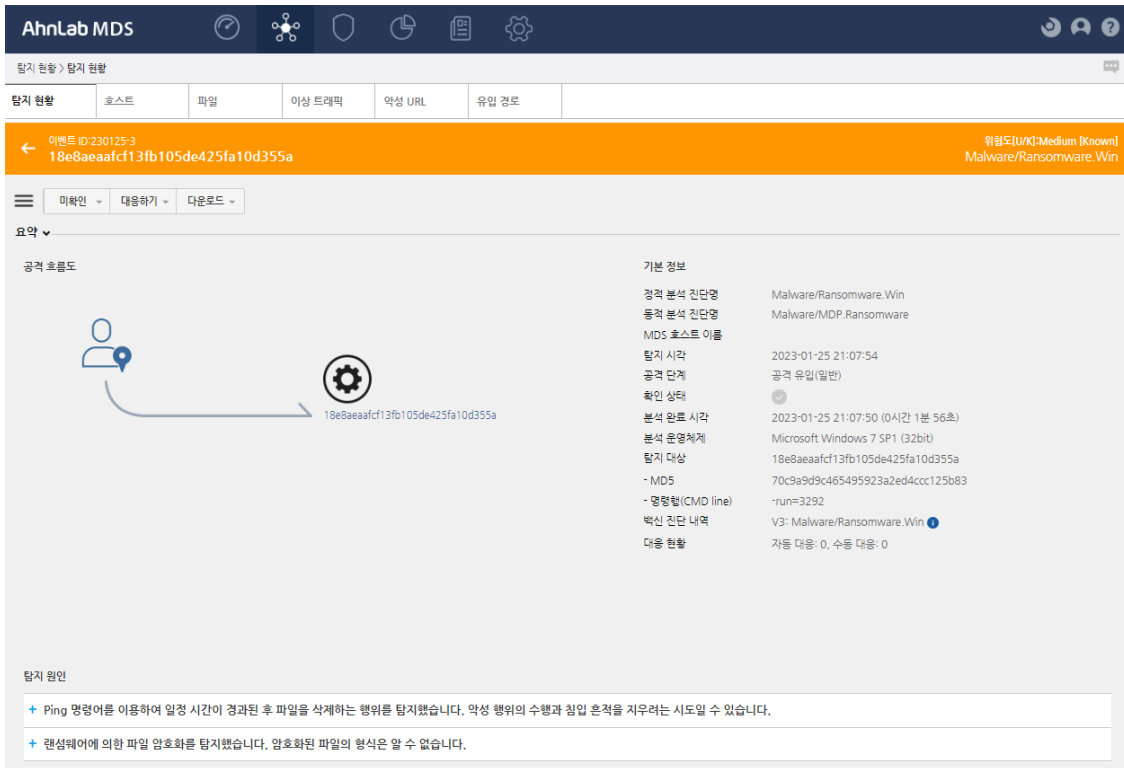 AhnLab MDS
탐지 현황 > 탐지 현황
탐지 현황 호스트 파일 이상 트래픽 악성 URL 유입 경로
이벤트 ID:230125-3
18e8aeaafcf13fb105de425fa10d355a
위험도[U/K]:Medium [Known]
Malware/Ransomware.Win
미확인 대응하기 다운로드
요약
공격 흐름도
18e8aeaafcf13fb105de425fa10d355a
기본 정보
정적 분석 진단명 Malware/Ransomware.Win
동적 분석 진단명 Malware/MDP.Ransomware
MDS 호스트 이름
탐지 시각 2023-01-25 21:07:54
공격 단계 공격 유입(일반)
확인 상태
분석 완료 시각 2023-01-25 21:07:50 (0시간 1분 56초)
분석 운영체제 Microsoft Windows 7 SP1 (32bit)
탐지 대상 18e8aeaafcf13fb105de425fa10d355a
- MD5 70c9a9d9c465495923a2ed4ccc125b83
- 명령행(CMD line) -run=3292
백신 진단 내역 V3: Malware/Ransomware.Win
대응 현황 자동 대응: 0, 수동 대응: 0
탐지 원인
+ Ping 명령어를 이용하여 일정 시간이 경과된 후 파일을 삭제하는 행위를 탐지했습니다. 악성 행위의 수행과 침입 흔적을 지우려는 시도일 수 있습니다.
+ 랜섬웨어에 의한 파일 암호화를 탐지했습니다. 암호화된 파일의 형식은 알 수 없습니다.